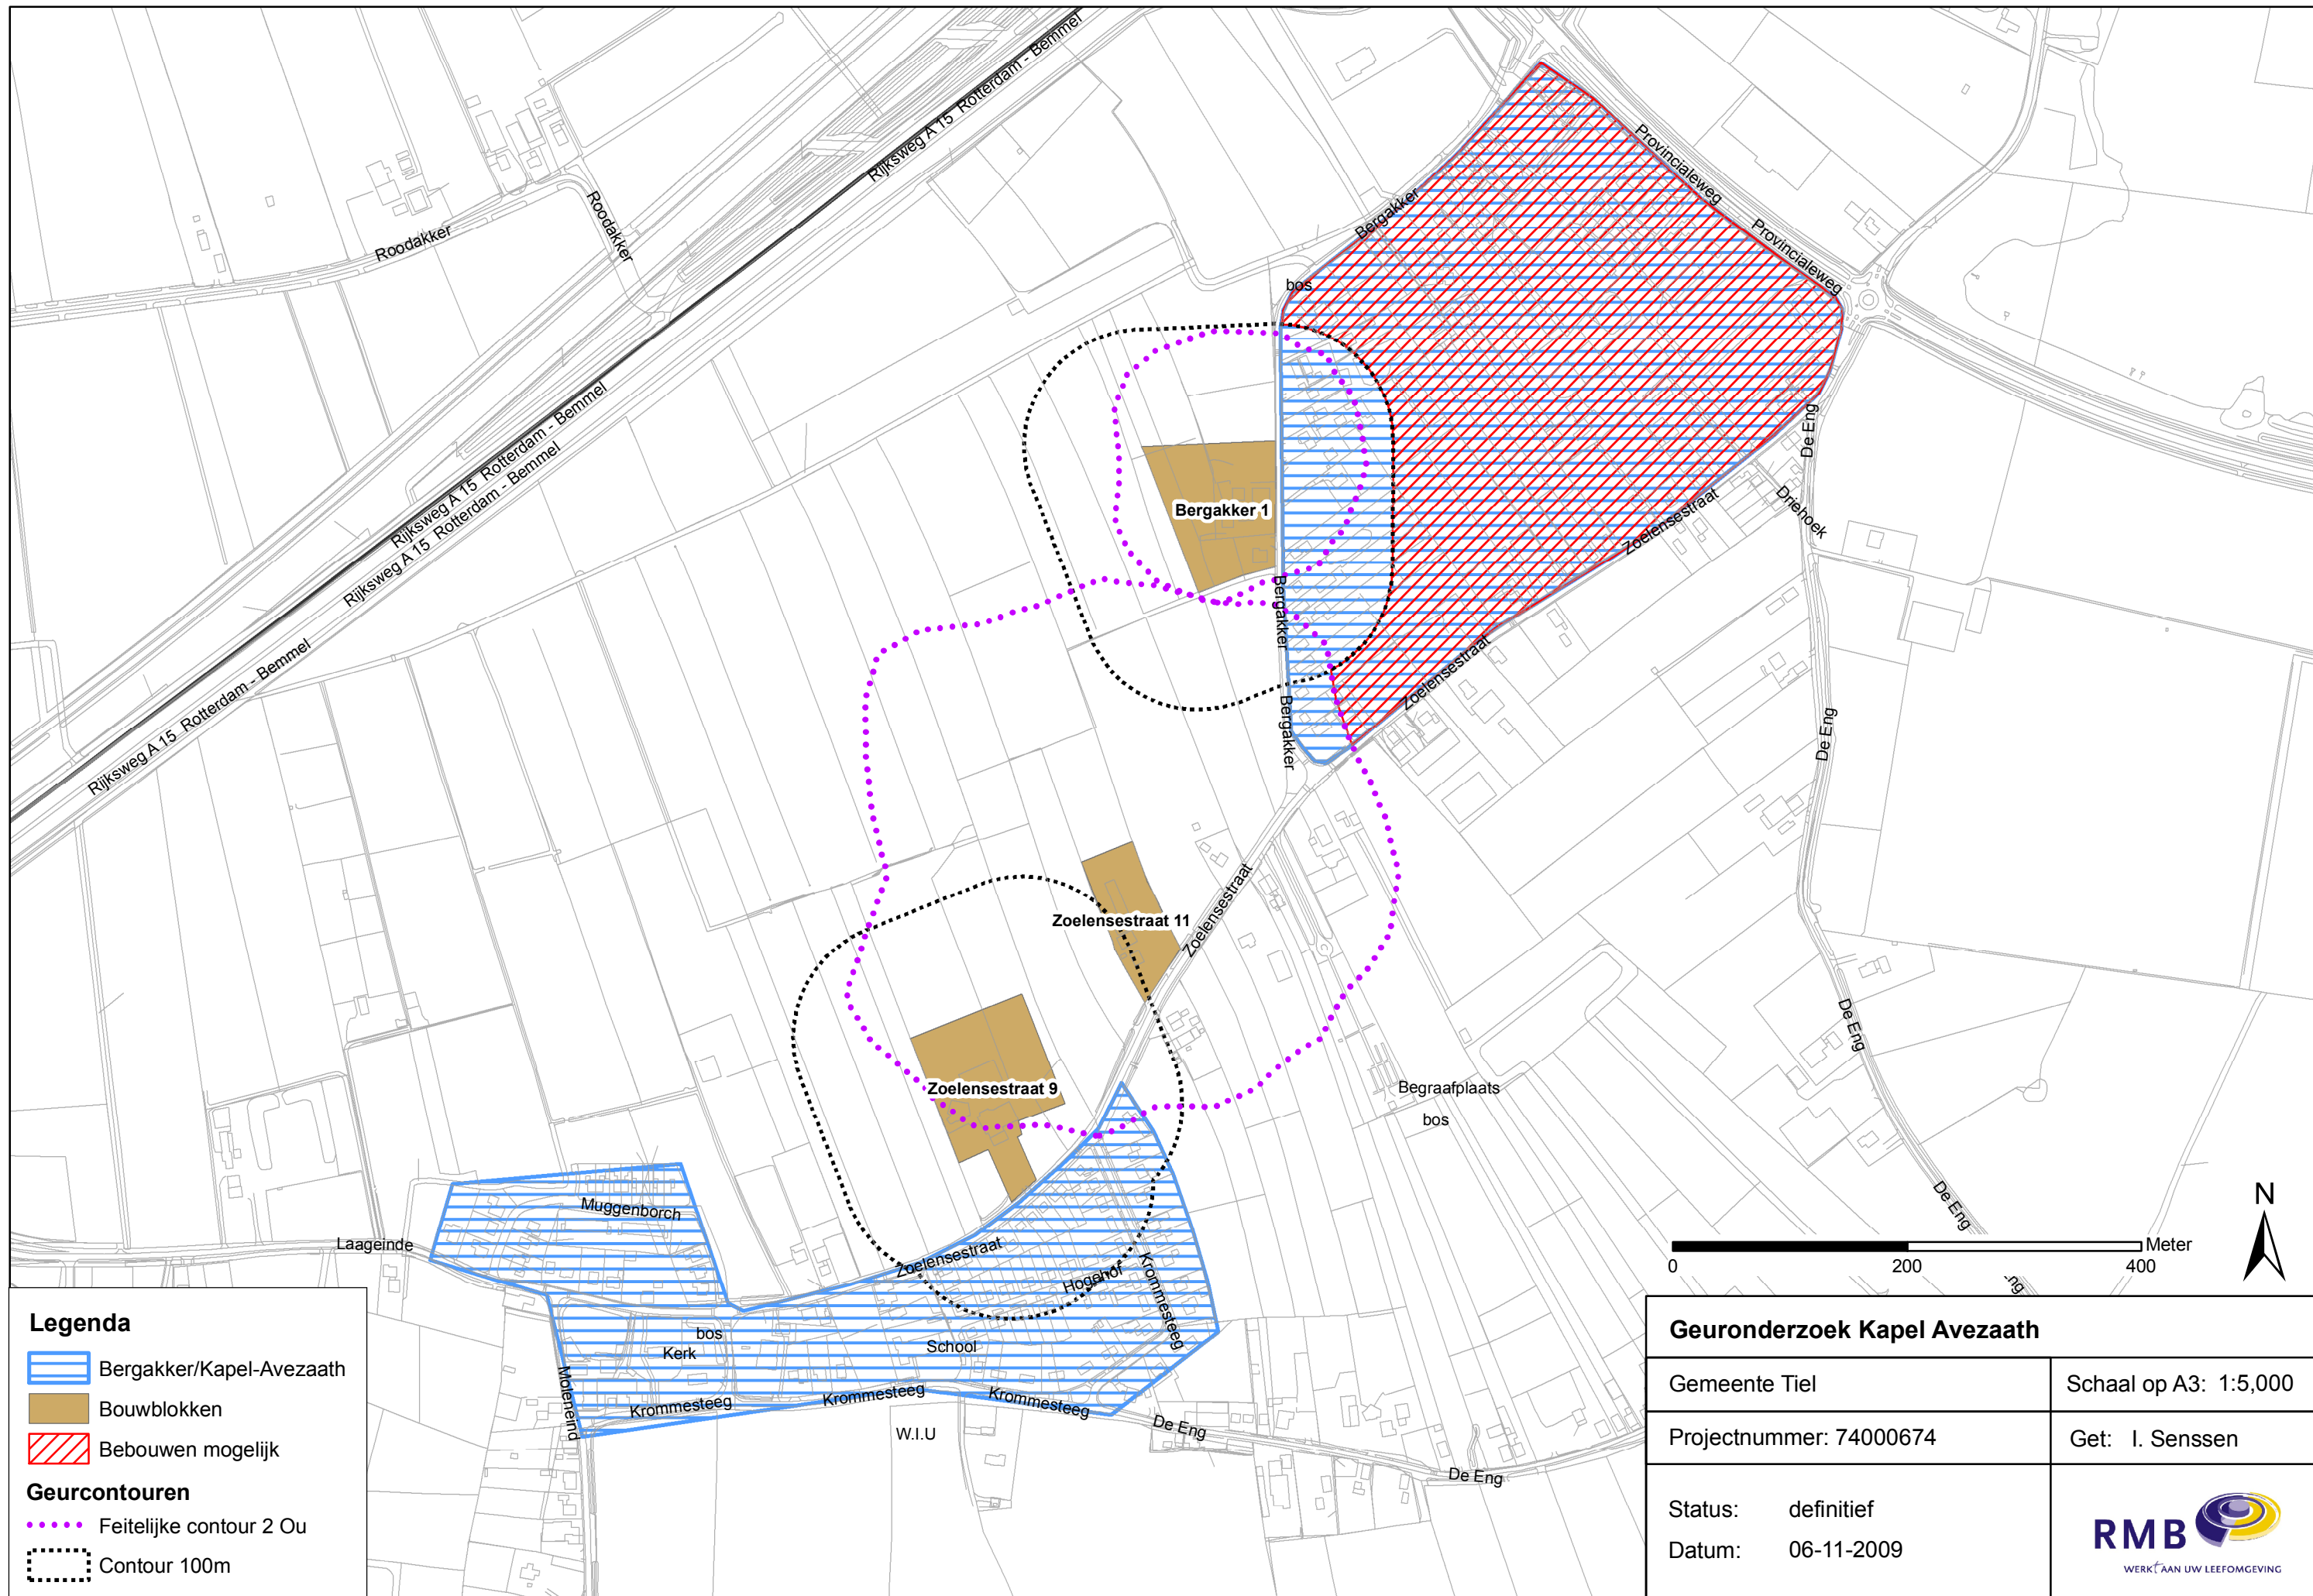 Rijksweg A 15 Rotterdam - Bemmel
Rijksweg A 15 Rotterdam - Bemmel
Provincialeweg
Provincialeweg
Roodakker
Roodakker
Bergakker
bos
Rijksweg A 15 Rotterdam - Bemmel
Rijksweg A 15 Rotterdam - Bemmel
De Eng
Bergakker 1
Zoelensestraat
Driehoek
Bergakker
Zoelensestraat
Rijksweg A 15 Rotterdam - Bemmel
Bergakker
De Eng
Zoelensestraat 11
Zoelensestraat
De Eng
Zoelensestraat 9
Begraafplaats
bos
Muggenborch
De Eng
Laageinde
Zoelensestraat
Hogehof
Krommesteeg
bos
Kerk
School
Moleneind
Krommesteeg
Krommesteeg
Krommesteeg
De Eng
W.I.U
De Eng
N
Meter
0 200 400
Legenda
Bergakker/Kapel-Avezaath
Bouwblokken
Bebouwen mogelijk
Geurcontouren
Feitelijke contour 2 Ou
Contour 100m
Geuronderzoek Kapel Avezaath
Gemeente Tiel
Schaal op A3: 1:5,000
Projectnummer: 74000674
Get: I. Senssen
Status: definitief
Datum: 06-11-2009
RMB
WERKT AAN UW LEEFOMGEVING